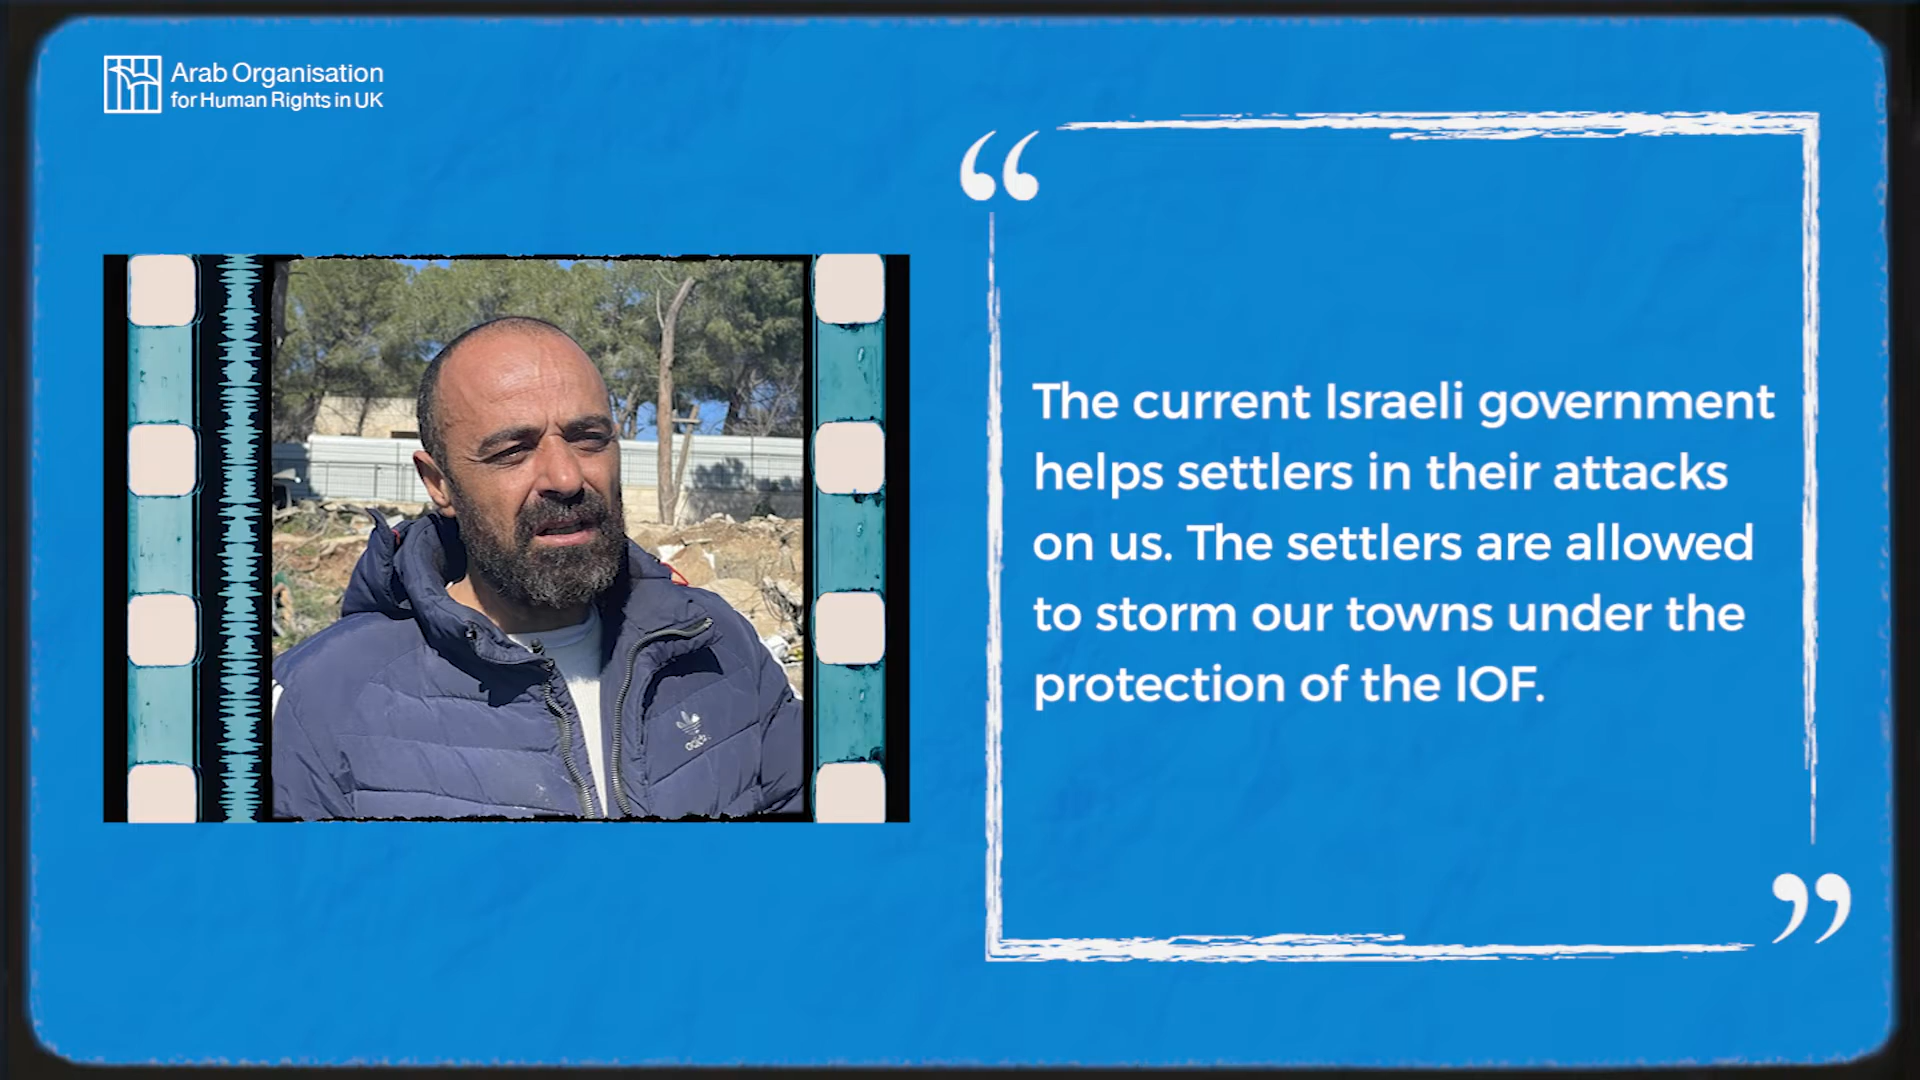 Arab Organisation
for Human Rights in UK
“
The current Israeli government
helps settlers in their attacks
on us. The settlers are allowed
to storm our towns under the
protection of the IOF.
”
adidas